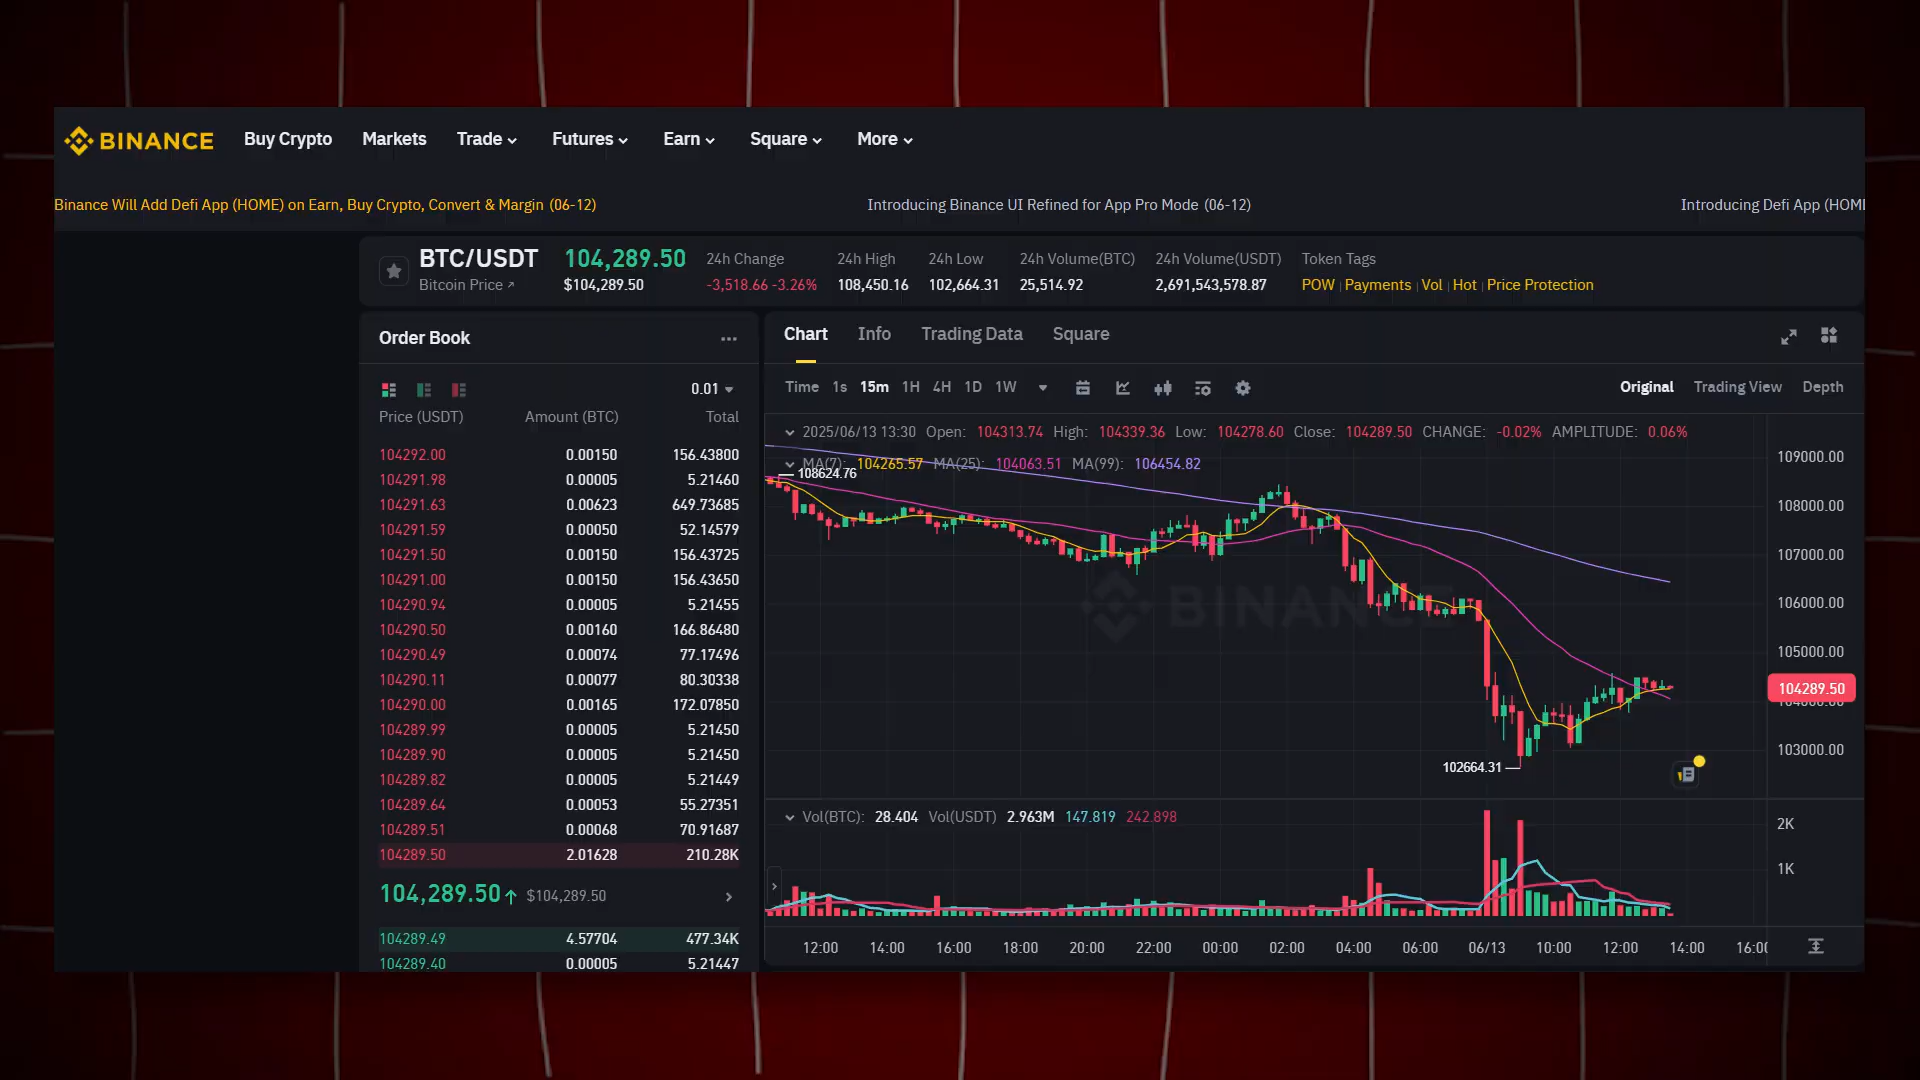 BINANCE Buy Crypto Markets Trade Futures Earn Square More
Binance Will Add Defi App (HOME) on Earn, Buy Crypto, Convert & Margin (06-12) Introducing Binance UI Refined for App Pro Mode (06-12) Introducing Defi App (HOME
BTC/USDT 104,289.50 24h Change 24h High 24h Low 24h Volume(BTC) 24h Volume(USDT) Token Tags
Bitcoin Price $104,289.50 -3,518.66 -3.26% 108,450.16 102,664.31 25,514.92 2,691,543,578.87 POW Payments Vol Hot Price Protection
Order Book
0.01
Price (USDT) Amount (BTC) Total
104292.00 0.00150 156.43800
104291.98 0.00005 5.21460
104291.63 0.00623 649.73685
104291.59 0.00050 52.14579
104291.50 0.00150 156.43725
104291.00 0.00150 156.43650
104290.94 0.00005 5.21455
104290.50 0.00160 166.86480
104290.49 0.00074 77.17496
104290.11 0.00077 80.30338
104290.00 0.00165 172.07850
104289.99 0.00005 5.21450
104289.90 0.00005 5.21450
104289.82 0.00005 5.21449
104289.64 0.00053 55.27351
104289.51 0.00068 70.91687
104289.50 2.01628 210.28K
104,289.50 $104,289.50
104289.49 4.57704 477.34K
104289.40 0.00005 5.21447
Chart Info Trading Data Square
Time 1s 15m 1H 4H 1D 1W Original Trading View Depth
2025/06/13 13:30 Open: 104313.74 High: 104339.36 Low: 104278.60 Close: 104289.50 CHANGE: -0.02% AMPLITUDE: 0.06%
MA(7): 104265.57 MA(25): 104063.51 MA(99): 106454.82
108624.76
109000.00
108000.00
107000.00
106000.00
BINANCE
105000.00
104289.50
104000.00
103000.00
102664.31
Vol(BTC): 28.404 Vol(USDT) 2.963M 147.819 242.898
2K
1K
12:00 14:00 16:00 18:00 20:00 22:00 00:00 02:00 04:00 06:00 06/13 10:00 12:00 14:00 16:00